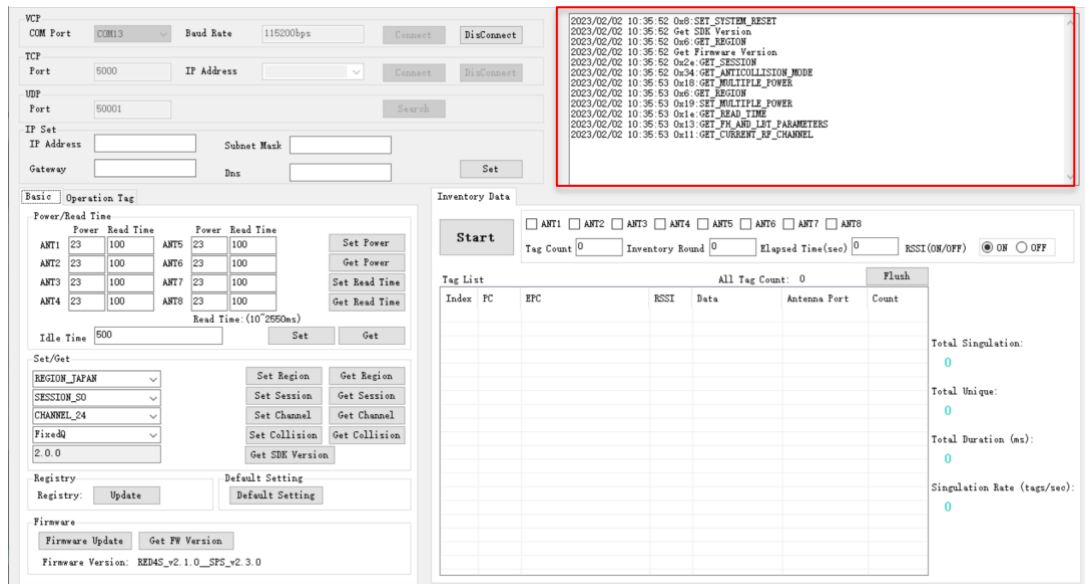 VCP
COM Port COM13 Baud Rate 115200bps Connect DisConnect
TCP
Port 5000 IP Address Connect DisConnect
UDP
Port 50001 Search
IP Set
IP Address Subnet Mask
Gateway Dns Set
2023/02/02 10:35:52 0x8:SET_SYSTEM_RESET
2023/02/02 10:35:52 Get SDK Version
2023/02/02 10:35:52 0x6:GET_REGION
2023/02/02 10:35:52 Get Firmware Version
2023/02/02 10:35:52 0x2e:GET_SESSION
2023/02/02 10:35:52 0x34:GET_ANTICOLLISION_MODE
2023/02/02 10:35:53 0x18:GET_MULTIPLE_POWER
2023/02/02 10:35:53 0x6:GET_REGION
2023/02/02 10:35:53 0x19:SET_MULTIPLE_POWER
2023/02/02 10:35:53 0x1e:GET_READ_TIME
2023/02/02 10:35:53 0x13:GET_FH_AND_LBT_PARAMETERS
2023/02/02 10:35:53 0x11:GET_CURRENT_RF_CHANNEL
Basic Operation Tag
Power/Read Time
Power Read Time Power Read Time
ANT1 23 100 ANT5 23 100 Set Power
ANT2 23 100 ANT6 23 100 Get Power
ANT3 23 100 ANT7 23 100 Set Read Time
ANT4 23 100 ANT8 23 100 Get Read Time
Read Time:(10~2550ms)
Idle Time 500 Set Get
Set/Get
REGION_JAPAN Set Region Get Region
SESSION_S0 Set Session Get Session
CHANNEL_24 Set Channel Get Channel
FixedQ Set Collision Get Collision
2.0.0 Get SDK Version
Registry Default Setting
Registry: Update Default Setting
Firmware
Firmware Update Get FW Version
Firmware Version: RED4S_v2.1.0__SPS_v2.3.0
Inventory Data
Start
ANT1 ANT2 ANT3 ANT4 ANT5 ANT6 ANT7 ANT8
Tag Count 0 Inventory Round 0 Elapsed Time(sec) 0 RSSI(ON/OFF) ON OFF
Tag List All Tag Count: 0 Flush
Index PC EPC RSSI Data Antenna Port Count
Total Singulation:
0
Total Unique:
0
Total Duration (ms):
0
Singulation Rate (tags/sec):
0